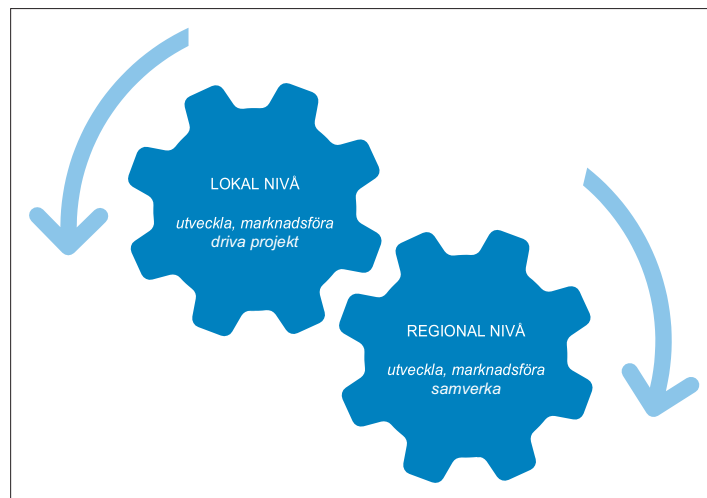 LOKAL NIVÅ
utveckla, marknadsföra
driva projekt
REGIONAL NIVÅ
utveckla, marknadsföra
samverka